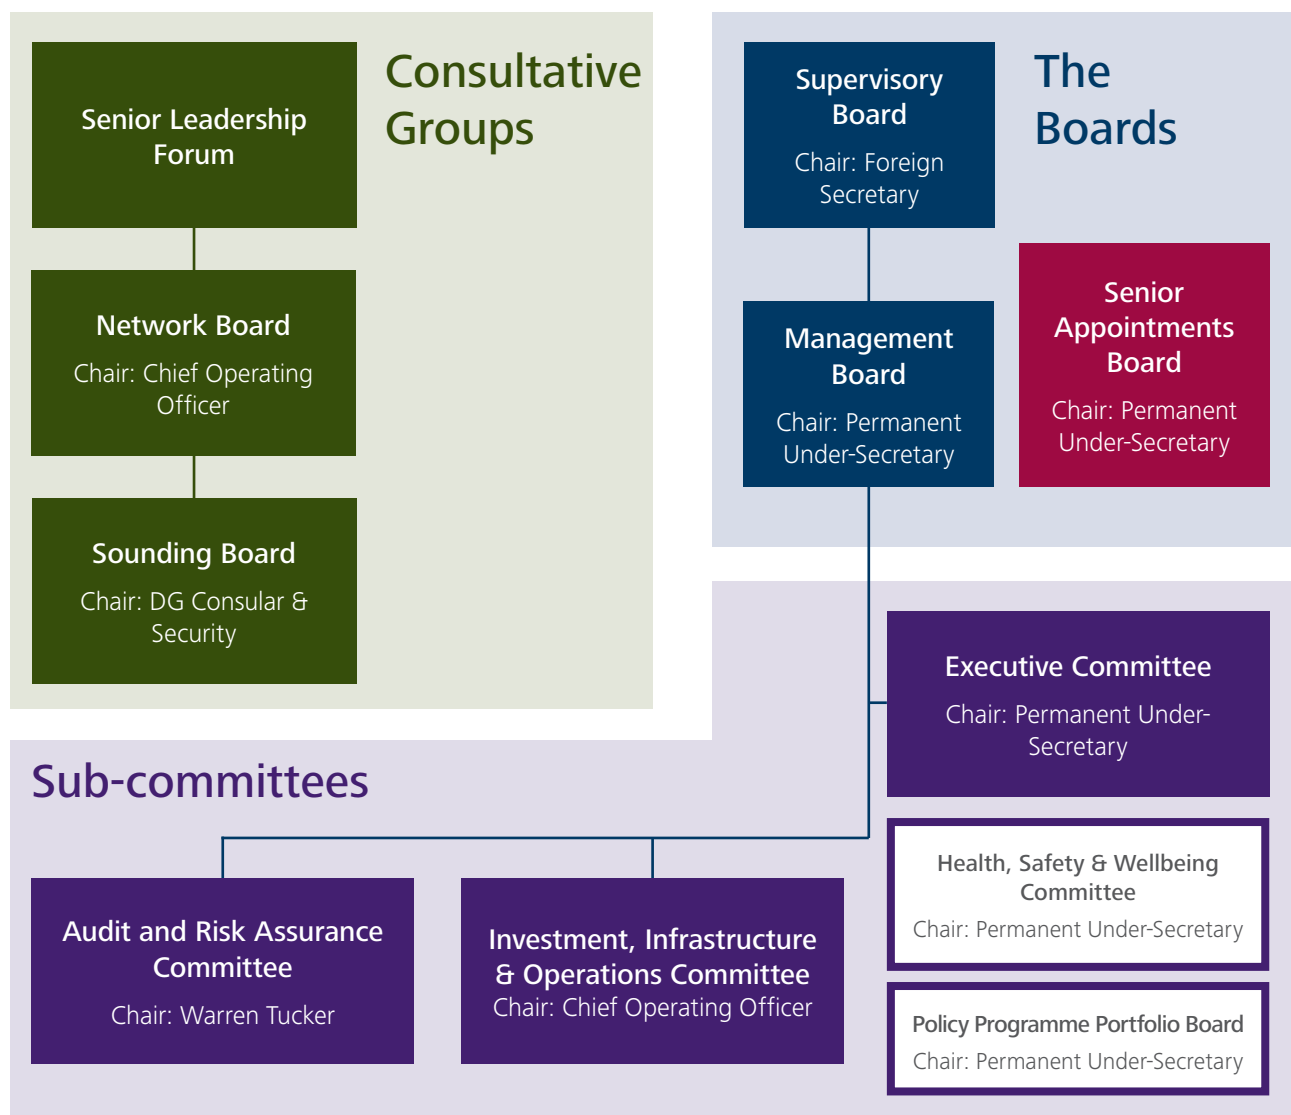 Consultative
Groups
Senior Leadership
Forum
Network Board
Chair: Chief Operating
Officer
Sounding Board
Chair: DG Consular &
Security
The
Boards
Supervisory
Board
Chair: Foreign
Secretary
Management
Board
Chair: Permanent
Under-Secretary
Senior
Appointments
Board
Chair: Permanent
Under-Secretary
Sub-committees
Executive Committee
Chair: Permanent Under-
Secretary
Health, Safety & Wellbeing
Committee
Chair: Permanent Under-Secretary
Policy Programme Portfolio Board
Chair: Permanent Under-Secretary
Audit and Risk Assurance
Committee
Chair: Warren Tucker
Investment, Infrastructure
& Operations Committee
Chair: Chief Operating Officer